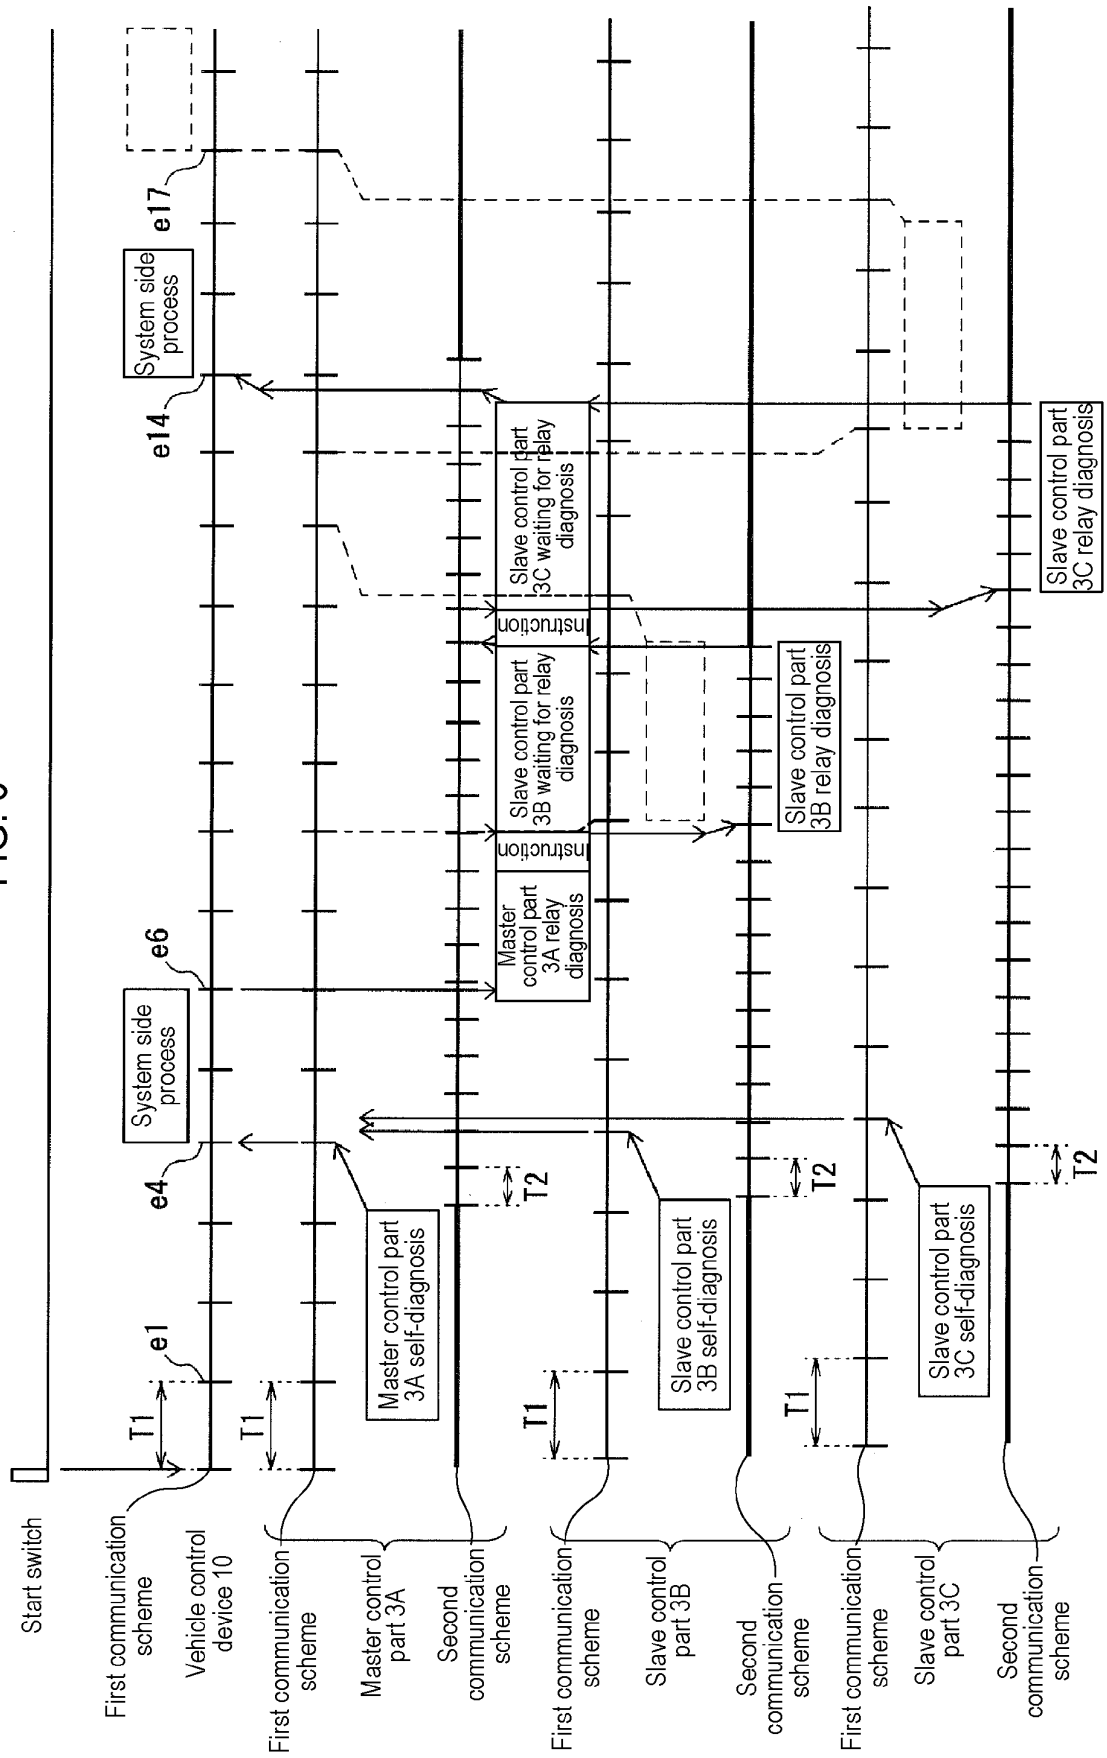 FIG. 6
Start switch
First communication
scheme
Vehicle control
device 10
First communication
scheme
Master control
part 3A
Second
communication
scheme
First communication
scheme
Slave control
part 3B
Second
communication
scheme
First communication
scheme
Slave control
part 3C
Second
communication
scheme
T1
e1
e4
System side
process
e6
e14
System side
process
e17
T1
Master control part
3A self-diagnosis
T2
Master
control part
3A relay
diagnosis
Instruction
Slave control part
3B waiting for relay
diagnosis
Instruction
Slave control part
3C waiting for relay
diagnosis
T1
Slave control part
3B self-diagnosis
T2
Slave control part
3B relay diagnosis
T1
Slave control part
3C self-diagnosis
T2
Slave control part
3C relay diagnosis